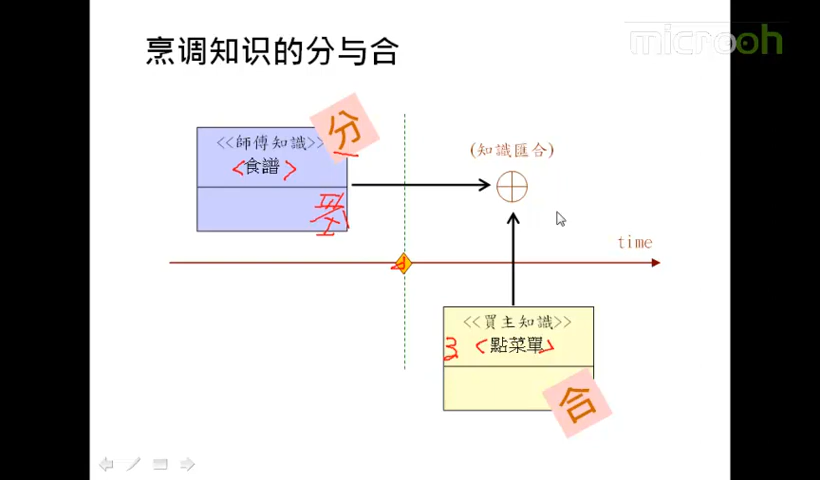 烹调知识的分与合
microoh
分
<<師傅知識>>
<食譜>
(知識匯合)
time
<<買主知識>>
<點菜單>
合